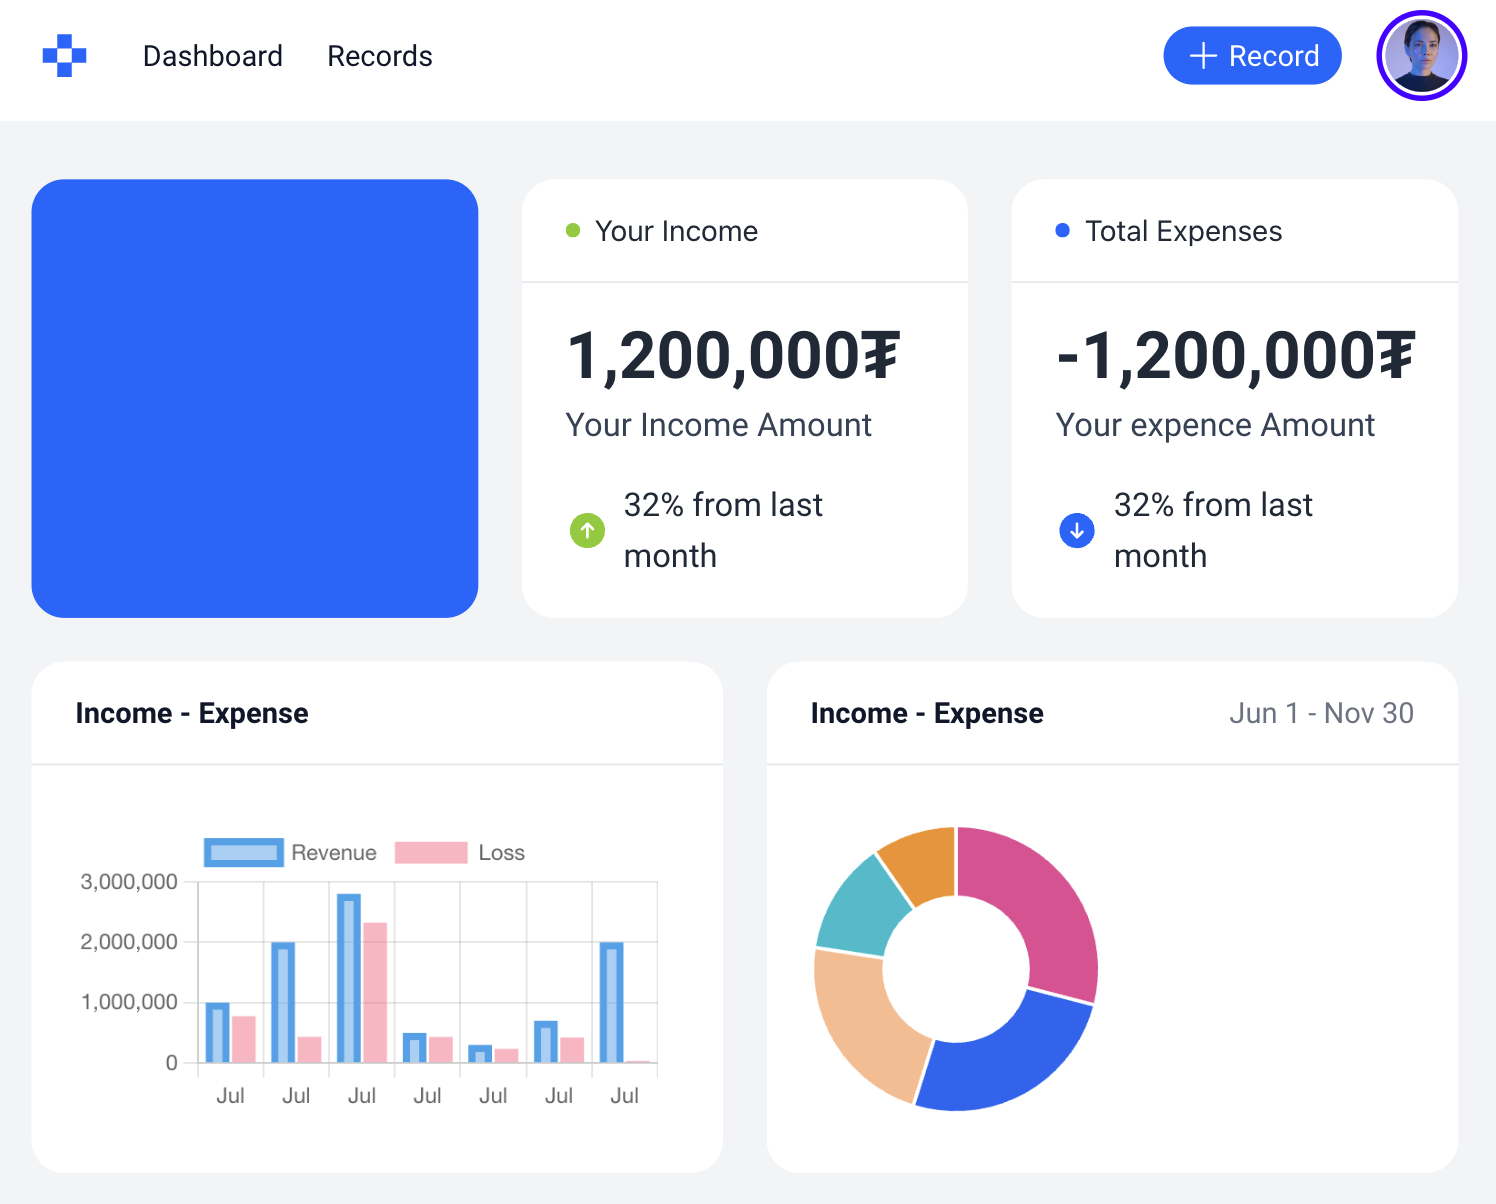 Dashboard
Records
+ Record
Your Income
1,200,000₮
Your Income Amount
32% from last
month
Total Expenses
-1,200,000₮
Your expence Amount
32% from last
month
Income - Expense
Revenue
Loss
3,000,000
2,000,000
1,000,000
0
Jul Jul Jul Jul Jul Jul Jul
Income - Expense
Jun 1 - Nov 30